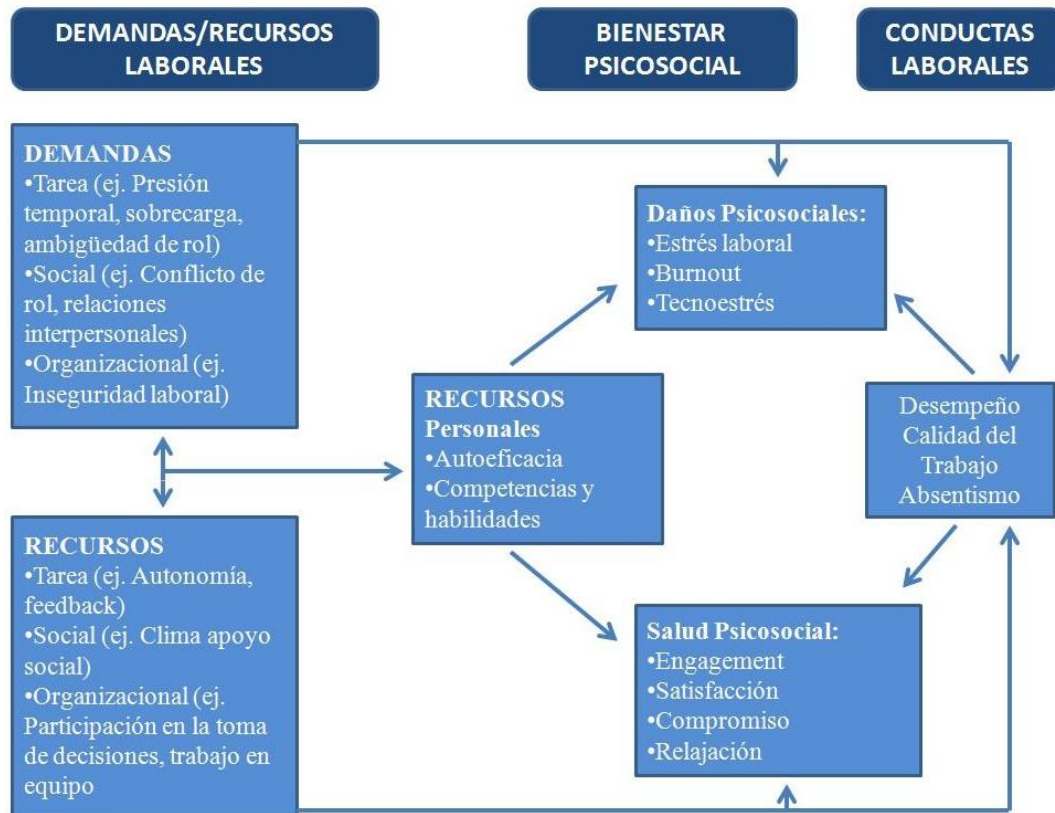 DEMANDAS/RECURSOS
LABORALES
BIENESTAR
PSICOSOCIAL
CONDUCTAS
LABORALES
DEMANDAS
•Tarea (ej. Presión
temporal, sobrecarga,
ambigüedad de rol)
•Social (ej. Conflicto de
rol, relaciones
interpersonales)
•Organizacional (ej.
Inseguridad laboral)
RECURSOS
•Tarea (ej. Autonomía,
feedback)
•Social (ej. Clima apoyo
social)
•Organizacional (ej.
Participación en la toma
de decisiones, trabajo en
equipo
RECURSOS
Personales
•Autoeficacia
•Competencias y
habilidades
Daños Psicosociales:
•Estrés laboral
•Burnout
•Tecnoestrés
Salud Psicosocial:
•Engagement
•Satisfacción
•Compromiso
•Relajación
Desempeño
Calidad del
Trabajo
Absentismo